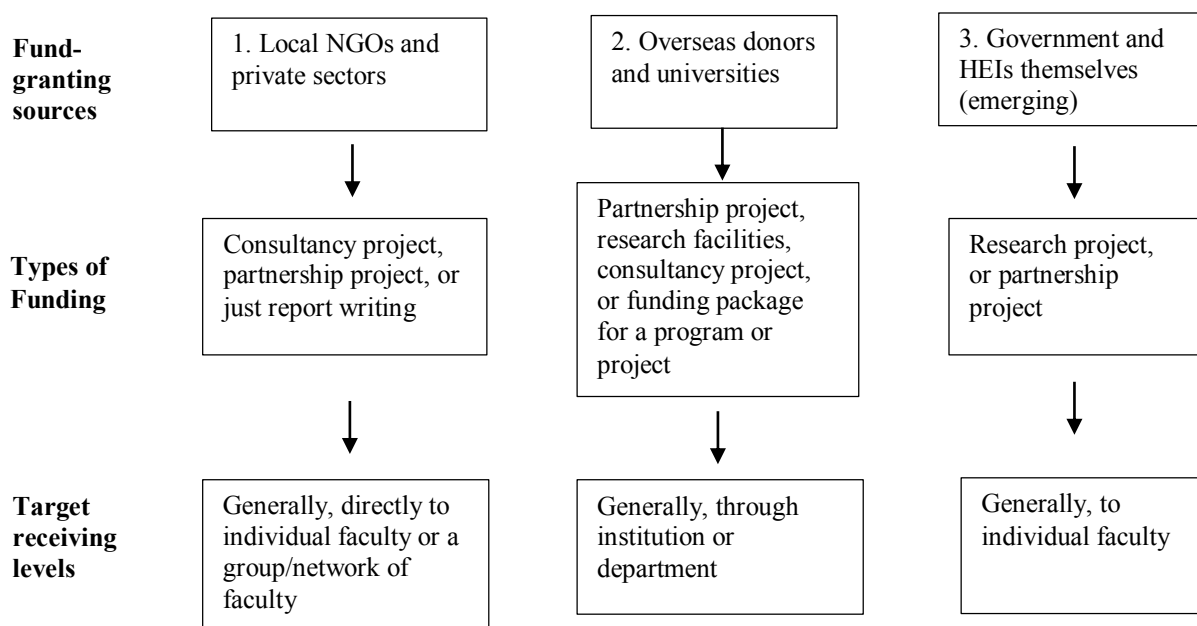 Fund-
granting
sources
1. Local NGOs and
private sectors
2. Overseas donors
and universities
3. Government and
HEIs themselves
(emerging)
Types of
Funding
Consultancy project,
partnership project, or
just report writing
Partnership project,
research facilities,
consultancy project,
or funding package
for a program or
project
Research project,
or partnership
project
Target
receiving
levels
Generally, directly to
individual faculty or a
group/network of
faculty
Generally, through
institution or
department
Generally, to
individual faculty